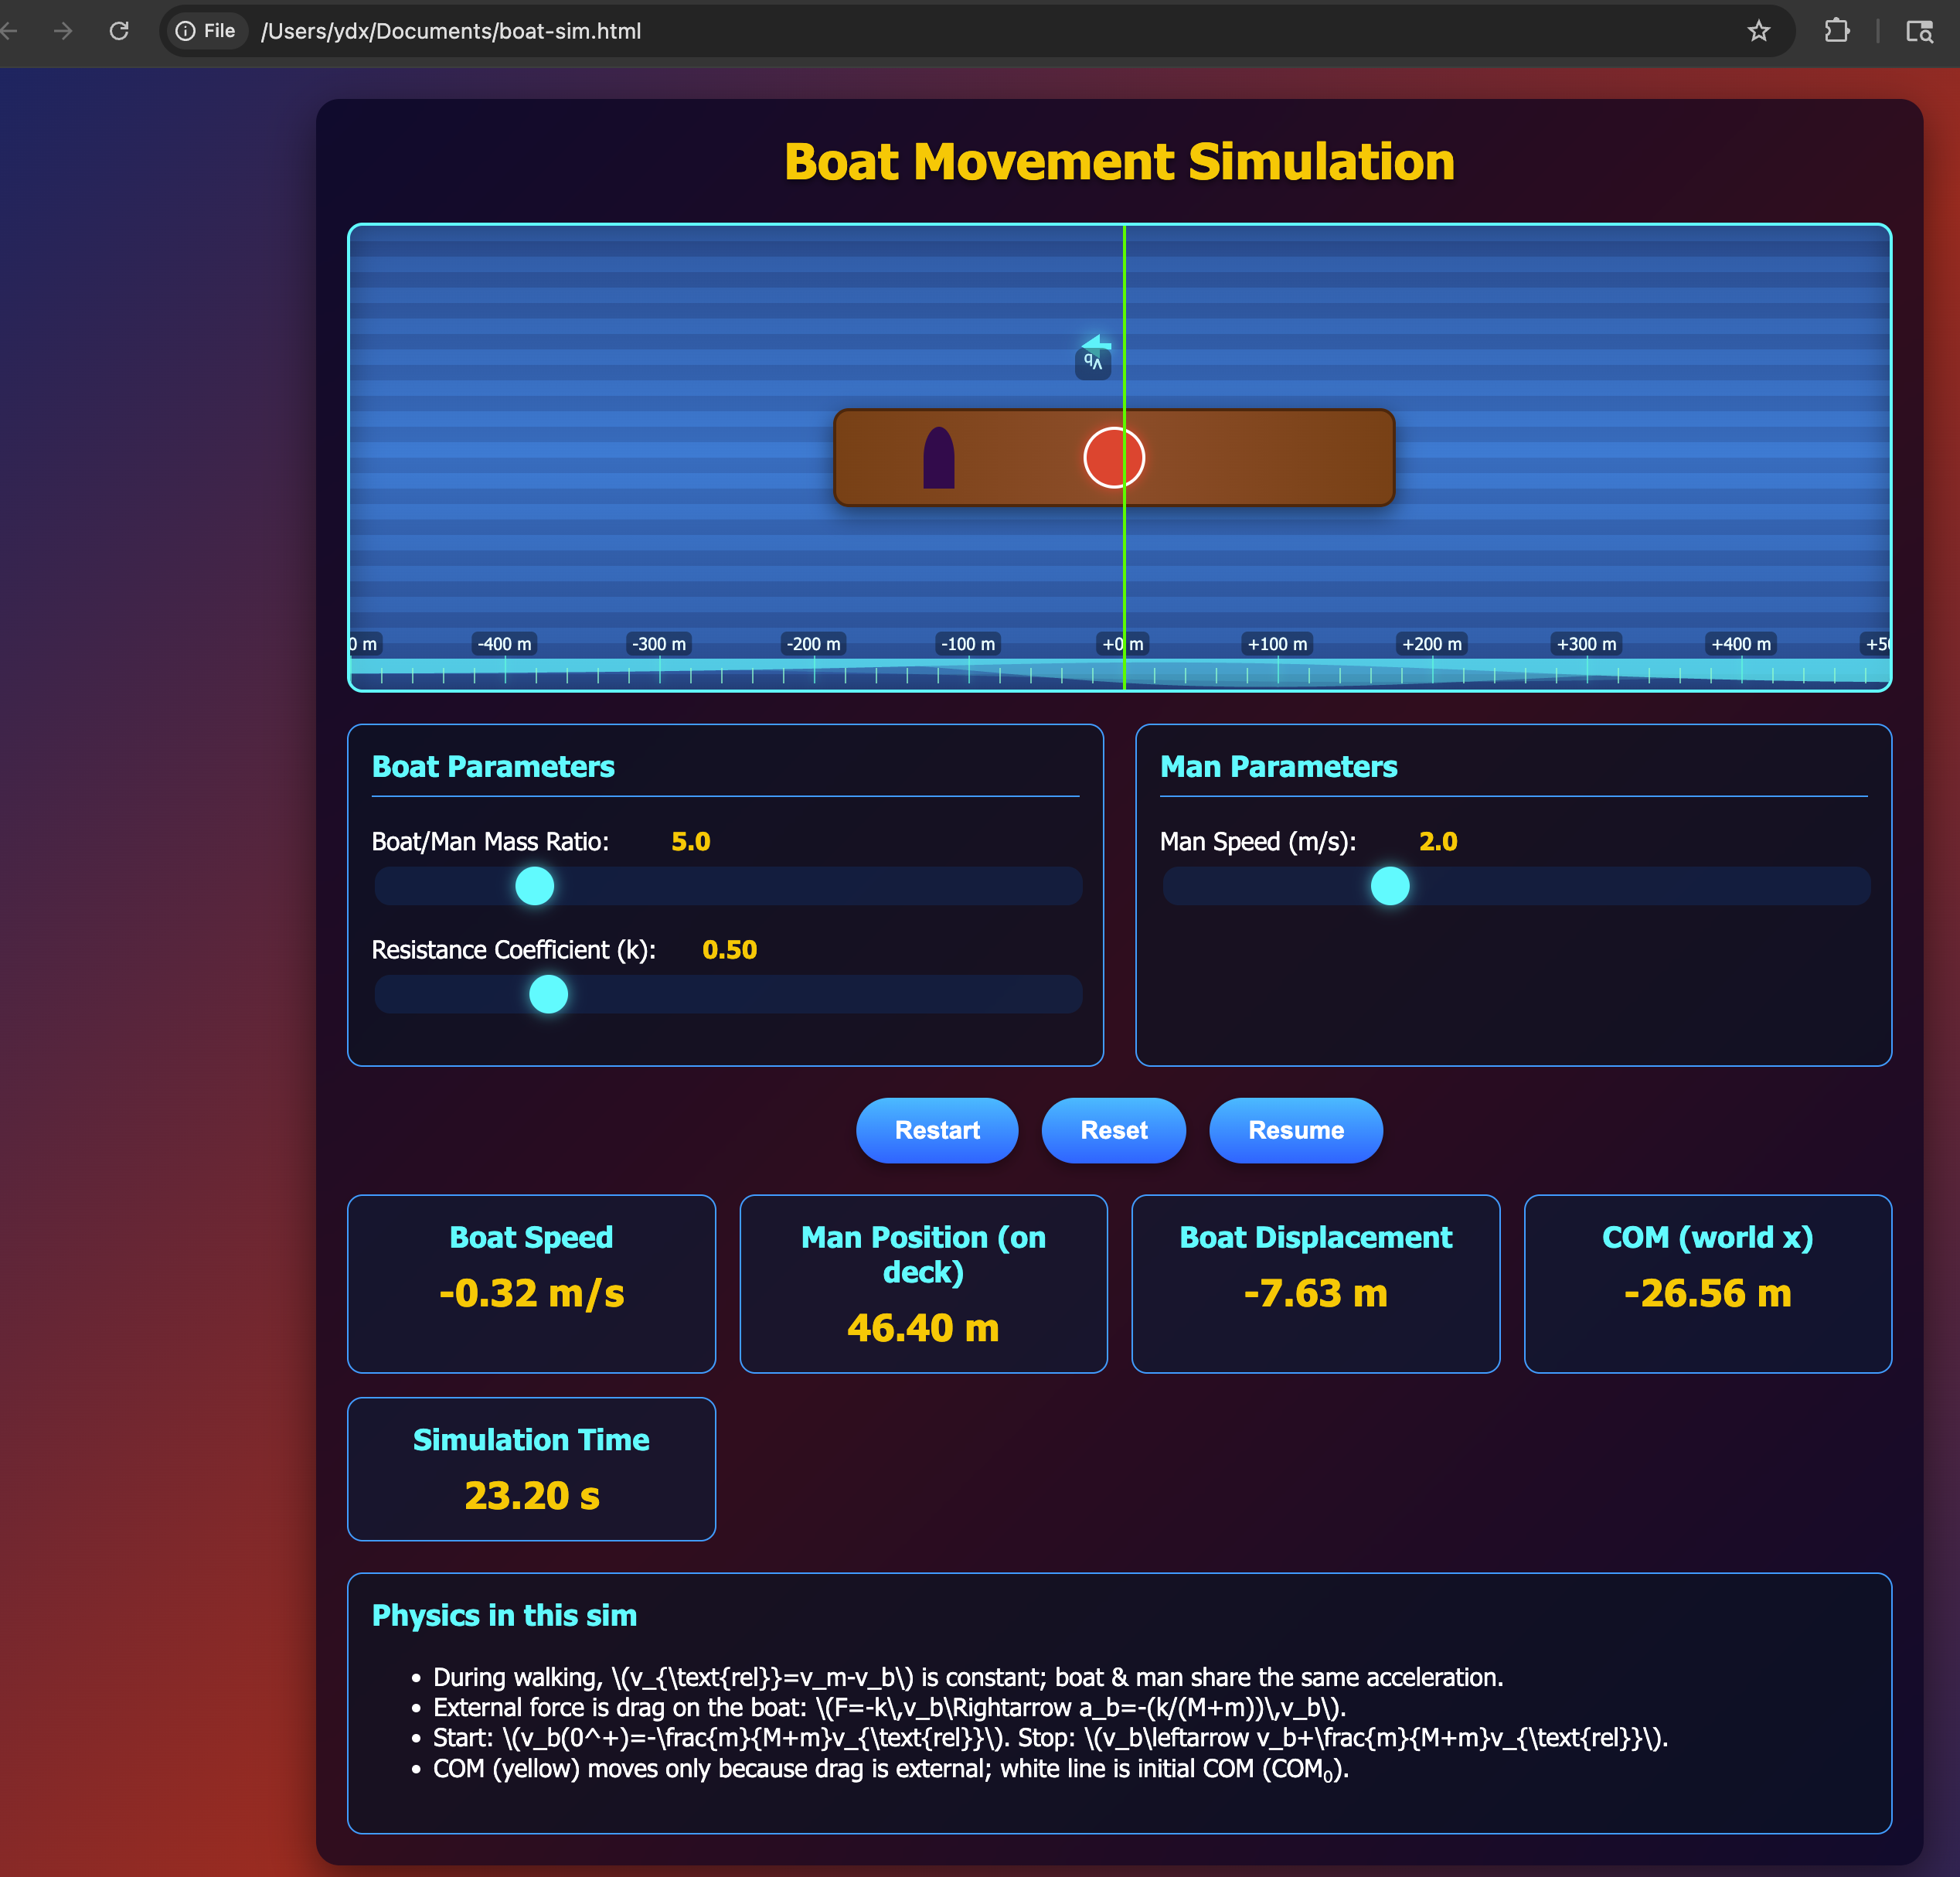 File
/Users/ydx/Documents/boat-sim.html
Boat Movement Simulation
vb
0 m
-400 m
-300 m
-200 m
-100 m
+0 m
+100 m
+200 m
+300 m
+400 m
+50
Boat Parameters
Boat/Man Mass Ratio: 5.0
Resistance Coefficient (k): 0.50
Man Parameters
Man Speed (m/s): 2.0
Restart
Reset
Resume
Boat Speed
-0.32 m/s
Man Position (on
deck)
46.40 m
Boat Displacement
-7.63 m
COM (world x)
-26.56 m
Simulation Time
23.20 s
Physics in this sim
• During walking, \(v_{\text{rel}}=v_m-v_b\) is constant; boat & man share the same acceleration.
• External force is drag on the boat: \(F=-k\,v_b\Rightarrow a_b=-(k/(M+m))\,v_b\).
• Start: \(v_b(0^+)=-\frac{m}{M+m}v_{\text{rel}}\). Stop: \(v_b\leftarrow v_b+\frac{m}{M+m}v_{\text{rel}}\).
• COM (yellow) moves only because drag is external; white line is initial COM (COM₀).